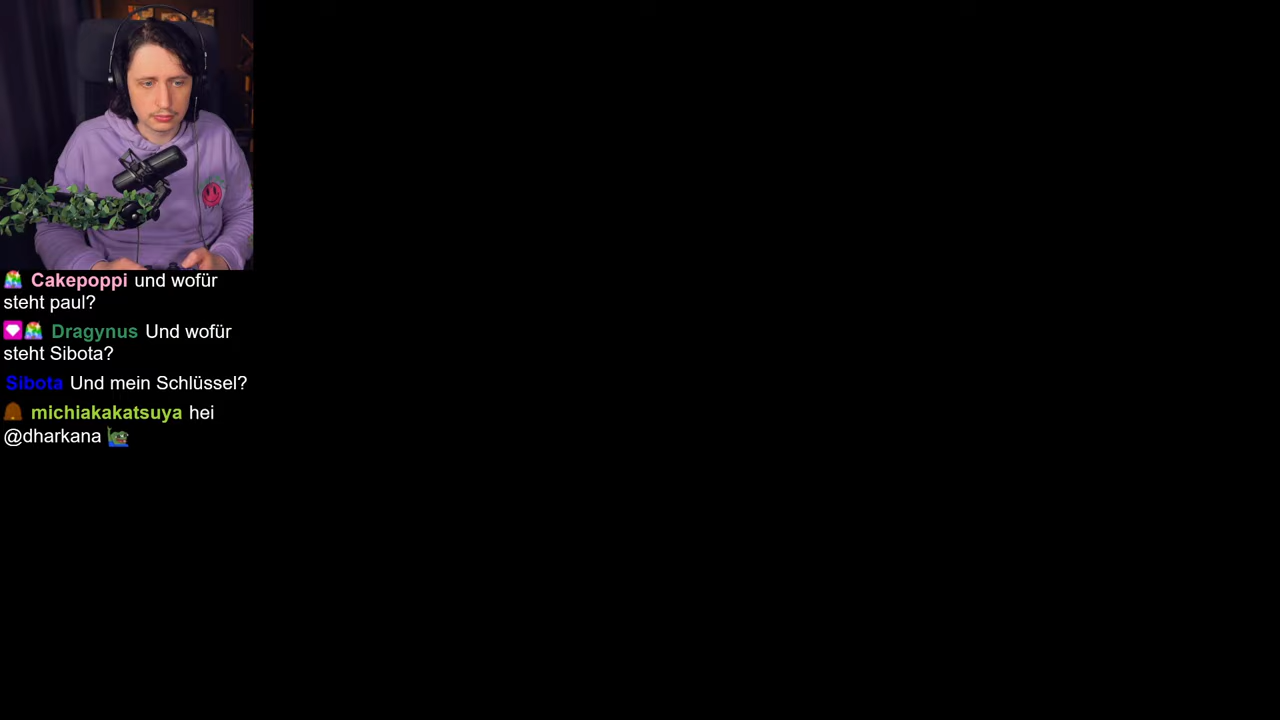 Cakepoppi und wofür
steht paul?
Dragynus Und wofür
steht Sibota?
Sibota Und mein Schlüssel?
michiakakatsuya hei
@dharkana